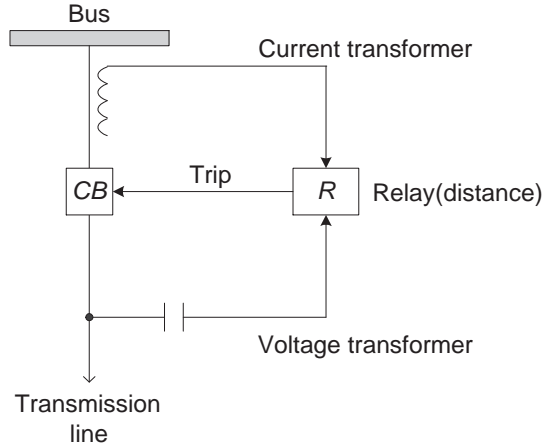 Bus
Current transformer
CB
Trip
R
Relay(distance)
Voltage transformer
Transmission
line